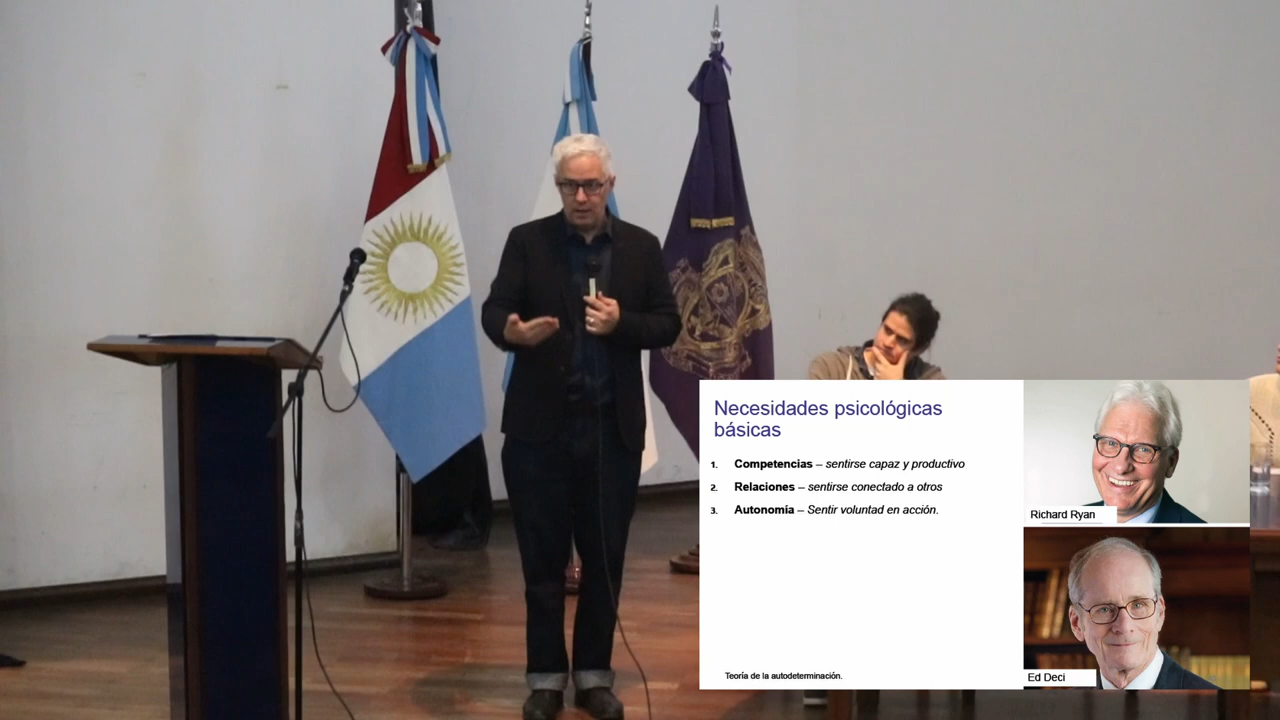 Necesidades psicológicas
básicas
1. Competencias – sentirse capaz y productivo
2. Relaciones – sentirse conectado a otros
3. Autonomía – Sentir voluntad en acción.
Teoría de la autodeterminación.
Richard Ryan
Ed Deci